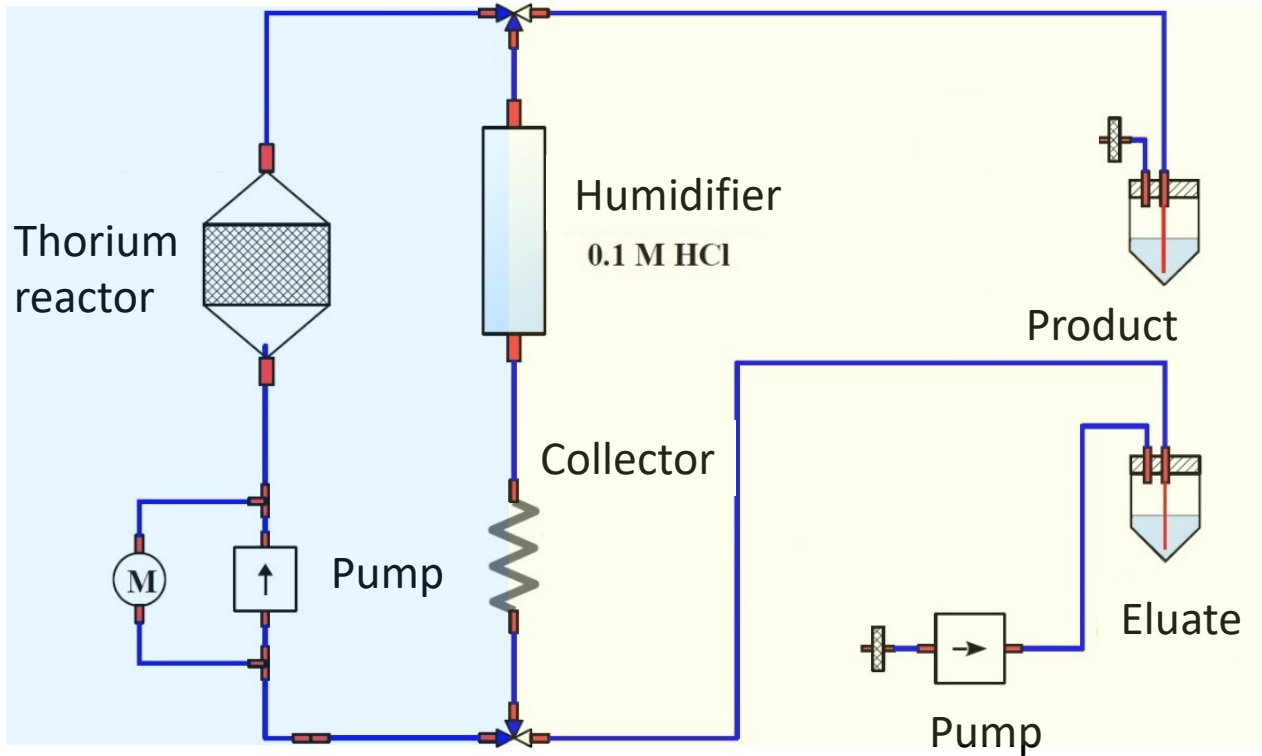 Humidifier
0.1 M HCl
Thorium
reactor
Product
Collector
M
Pump
Eluate
Pump